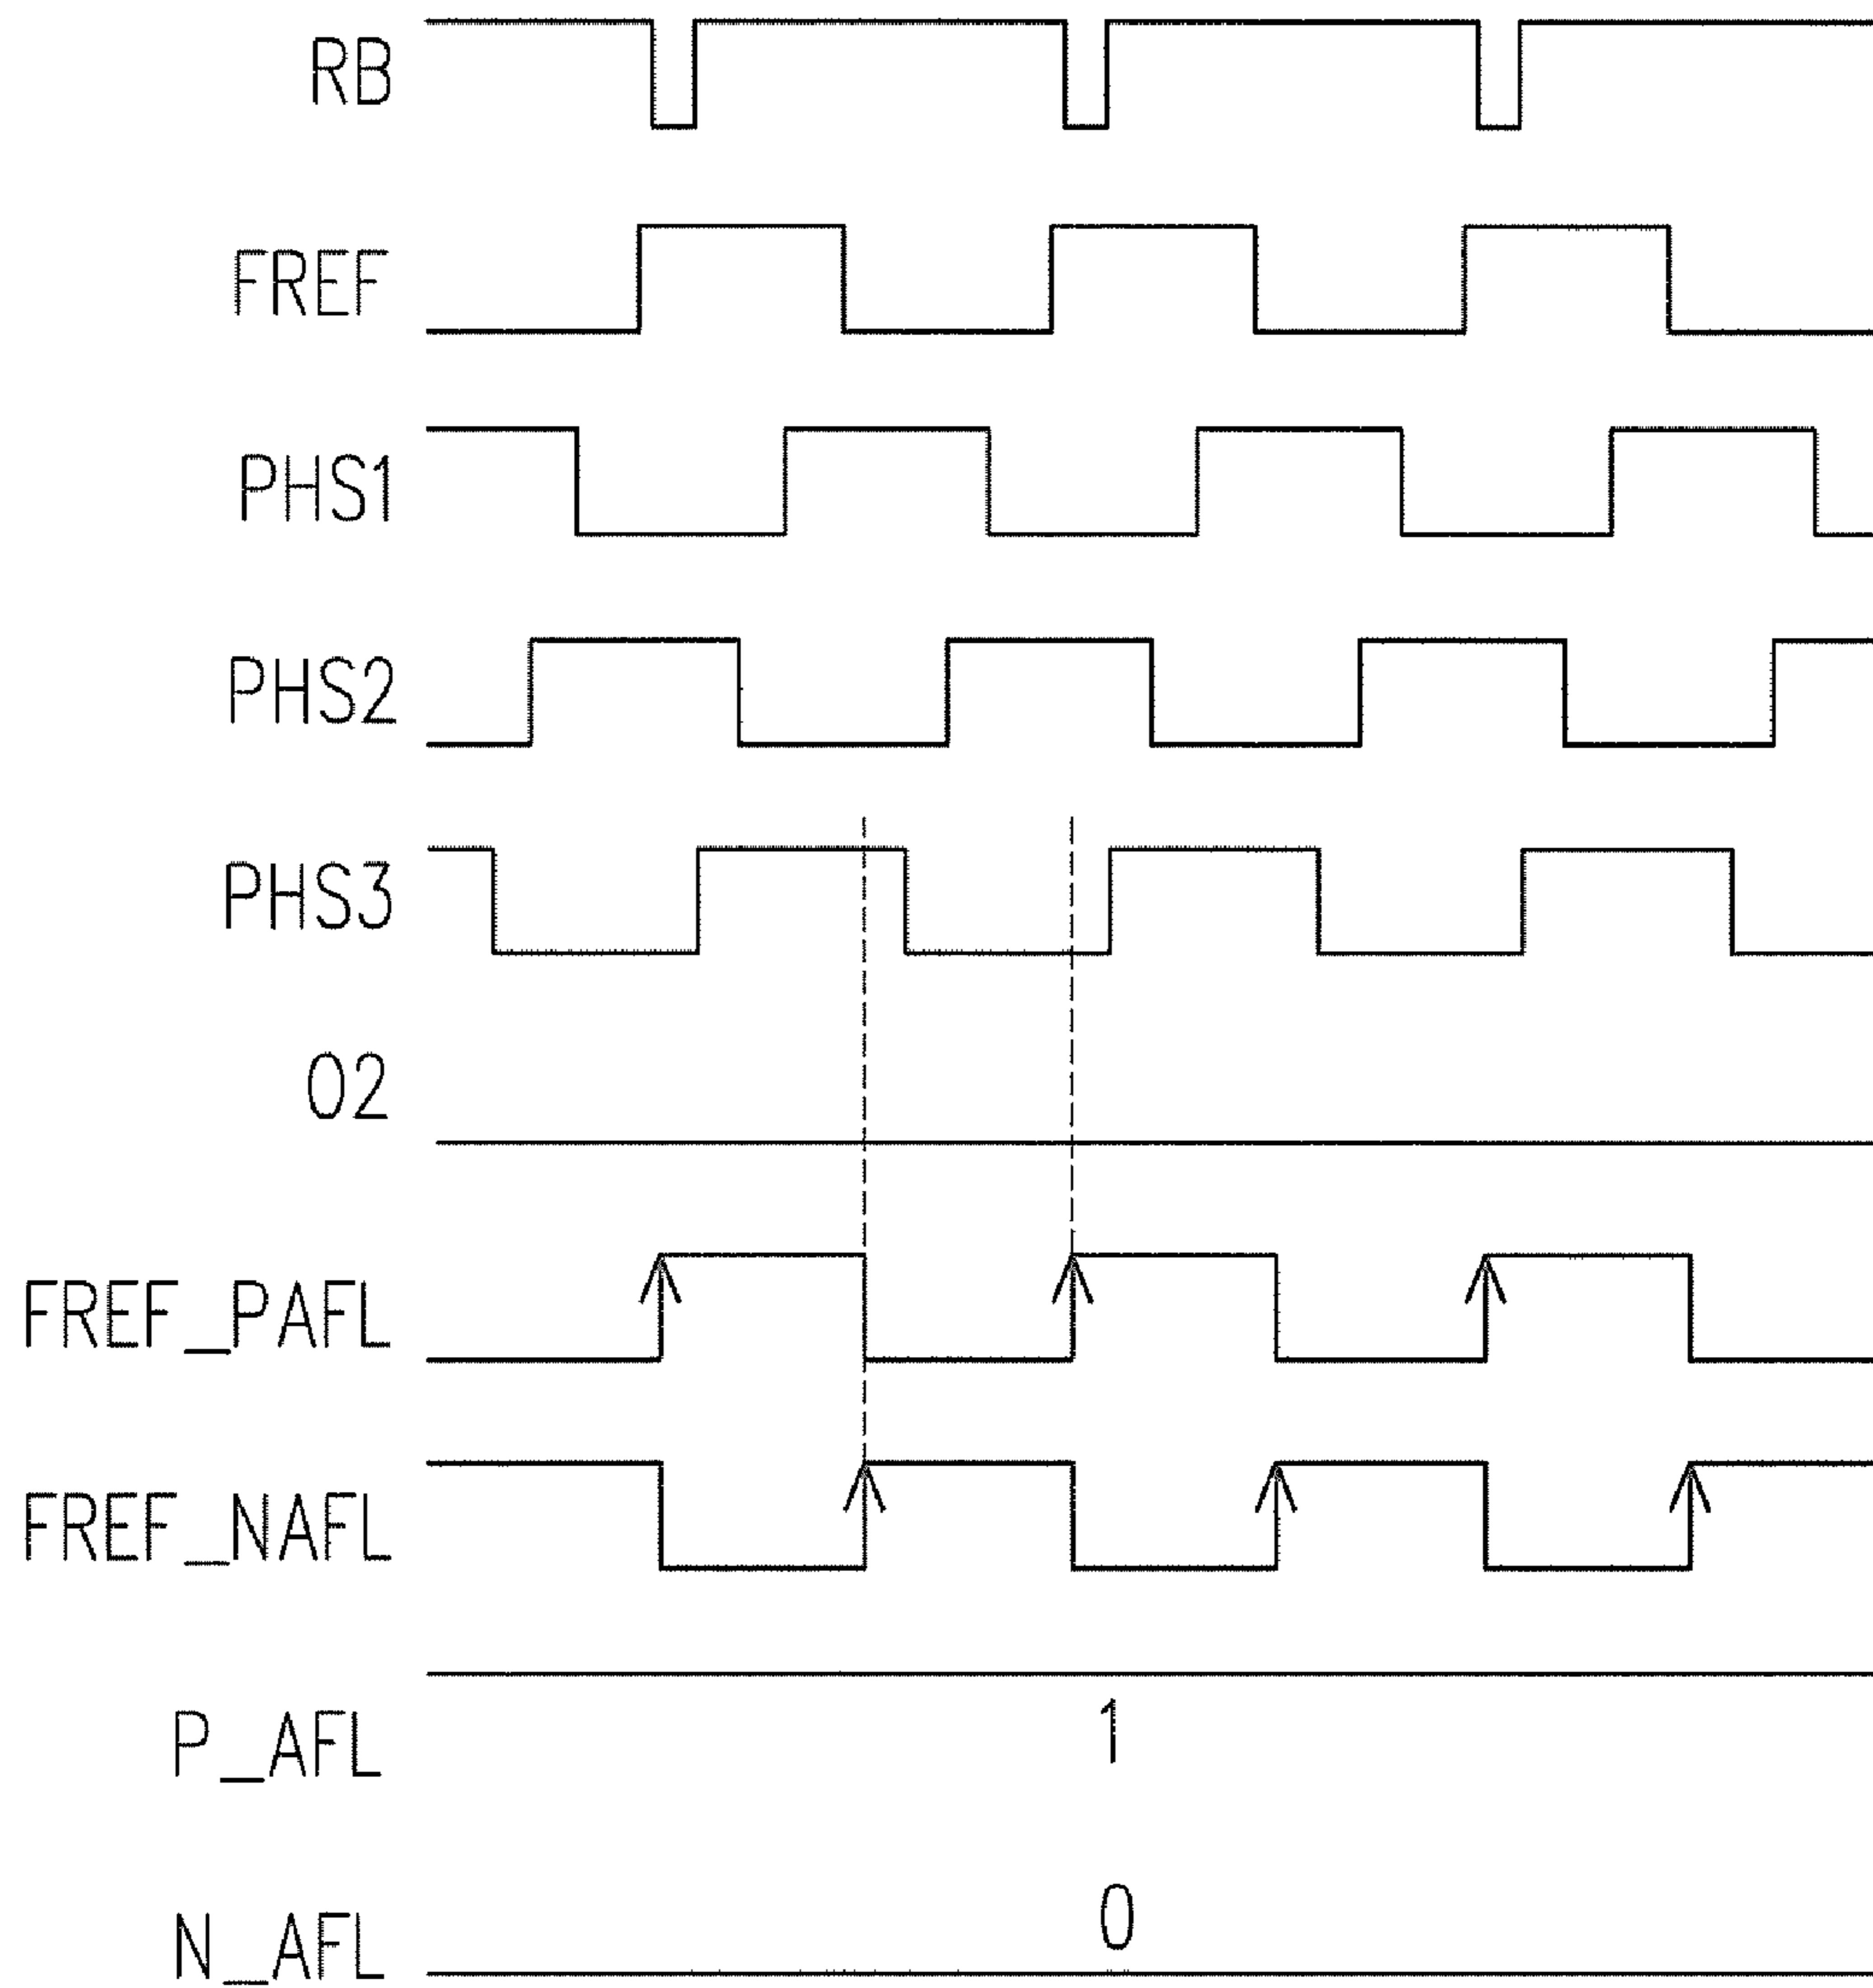 RB
FREF
PHS1
PHS2
PHS3
O2
FREF_PAFL
FREF_NAFL
P_AFL
1
N_AFL
0